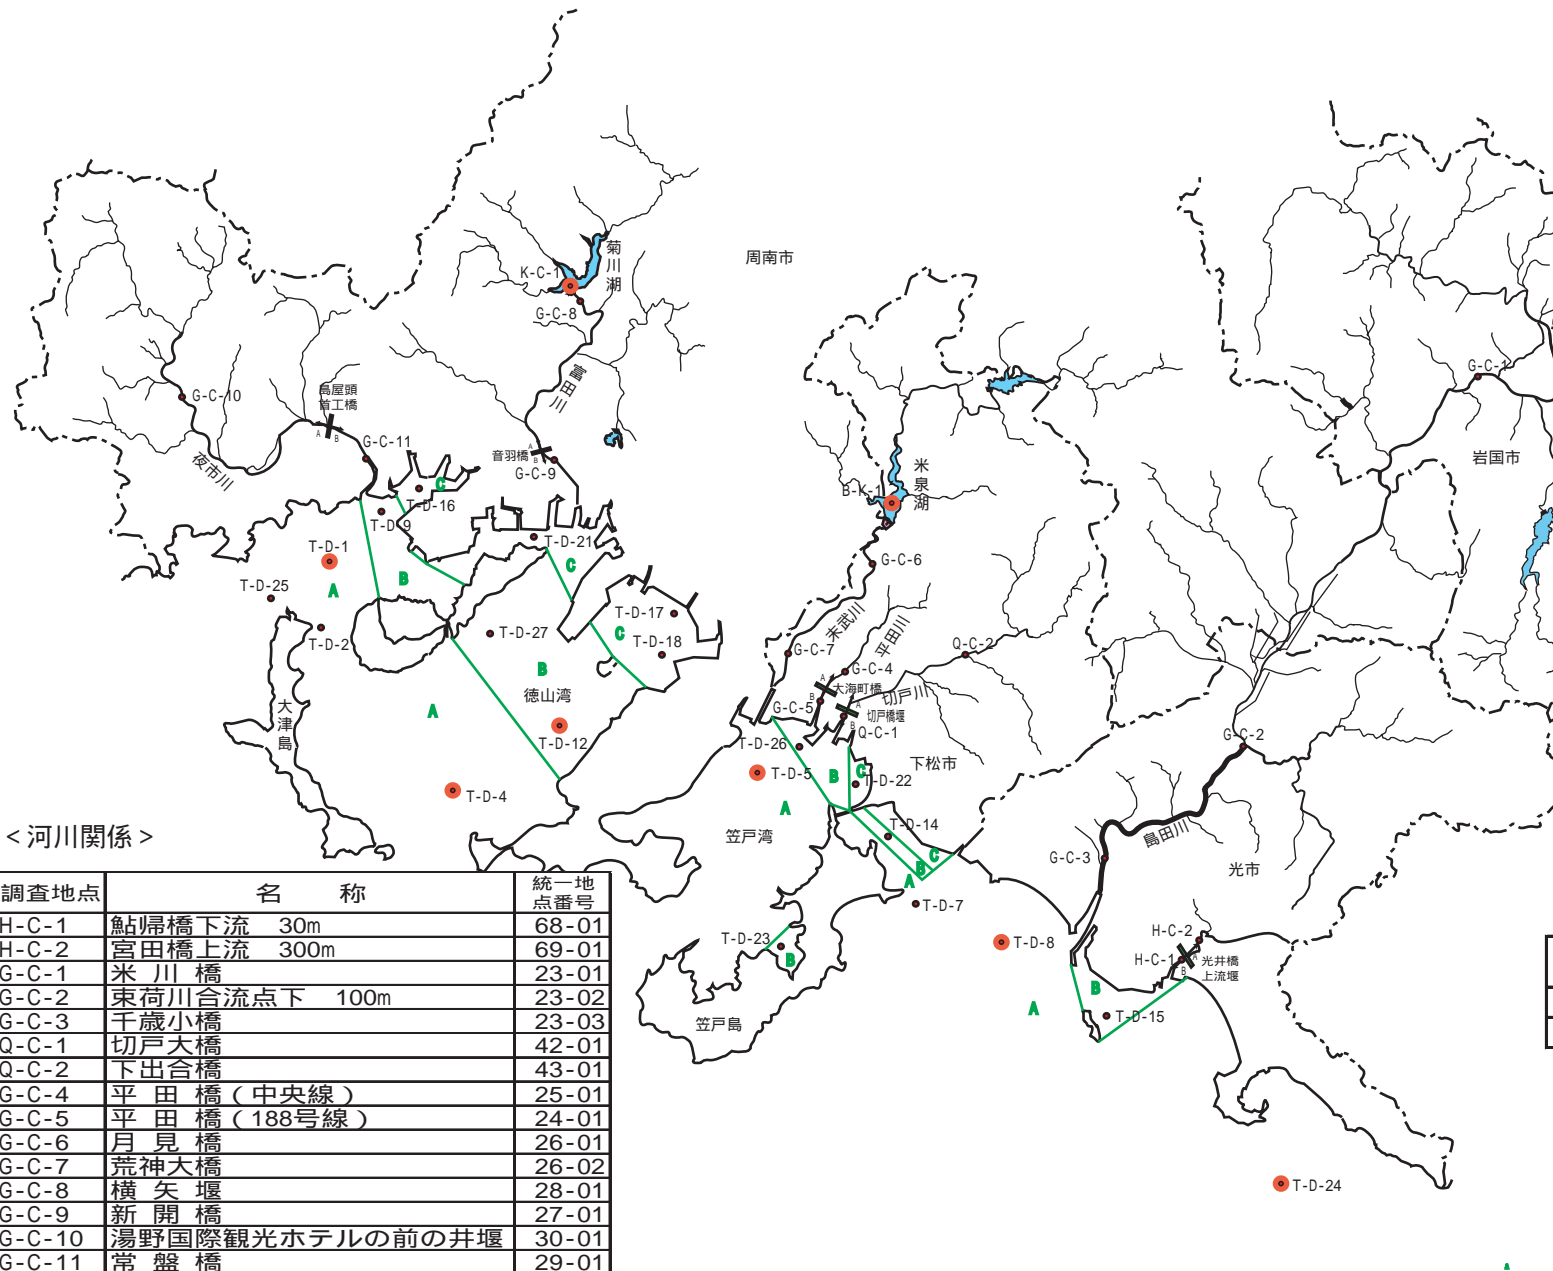 周南市
菊川湖
K-C-1
G-C-8
富田川
G-C-1
岩国市
G-C-10
夜市川
G-C-11
音羽橋
A
B
G-C-9
米泉湖
B-K-1
T-D-16
C
T-D-9
T-D-21
C
G-C-6
T-D-1
A
B
T-D-25
T-D-2
T-D-27
T-D-17
C
T-D-18
末武川
平田川
G-C-7
G-C-4
Q-C-2
B
徳山湾
A
大津島
T-D-12
T-D-4
A
B
大海町橋
G-C-5
切戸川
切戸橋堰
A
B
Q-C-1
G-C-2
T-D-26
下松市
T-D-5
B
C
T-D-22
A
笠戸湾
T-D-14
島田川
G-C-3
光市
C
B
A
T-D-7
T-D-23
B
T-D-8
H-C-2
H-C-1
A
B
光井橋
上流堰
B
A
T-D-15
笠戸島
T-D-24
A
<河川関係>
調査地点 名 称 統一地点番号
H-C-1 鮎帰橋下流 30m 68-01
H-C-2 宮田橋上流 300m 69-01
G-C-1 米 川 橋 23-01
G-C-2 束荷川合流点下 100m 23-02
G-C-3 千歳小橋 23-03
Q-C-1 切戸大橋 42-01
Q-C-2 下出合橋 43-01
G-C-4 平 田 橋(中央線) 25-01
G-C-5 平 田 橋(188号線) 24-01
G-C-6 月 見 橋 26-01
G-C-7 荒神大橋 26-02
G-C-8 横 矢 堰 28-01
G-C-9 新 開 橋 27-01
G-C-10 湯野国際観光ホテルの前の井堰 30-01
G-C-11 常 盤 橋 29-01